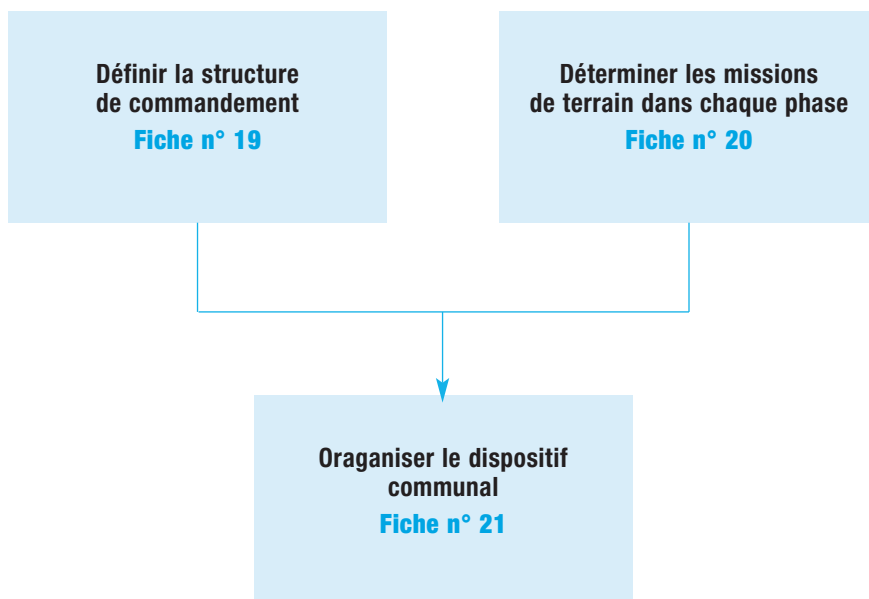 Définir la structure
de commandement
Fiche n° 19
Déterminer les missions
de terrain dans chaque phase
Fiche n° 20
Oraganiser le dispositif
communal
Fiche n° 21